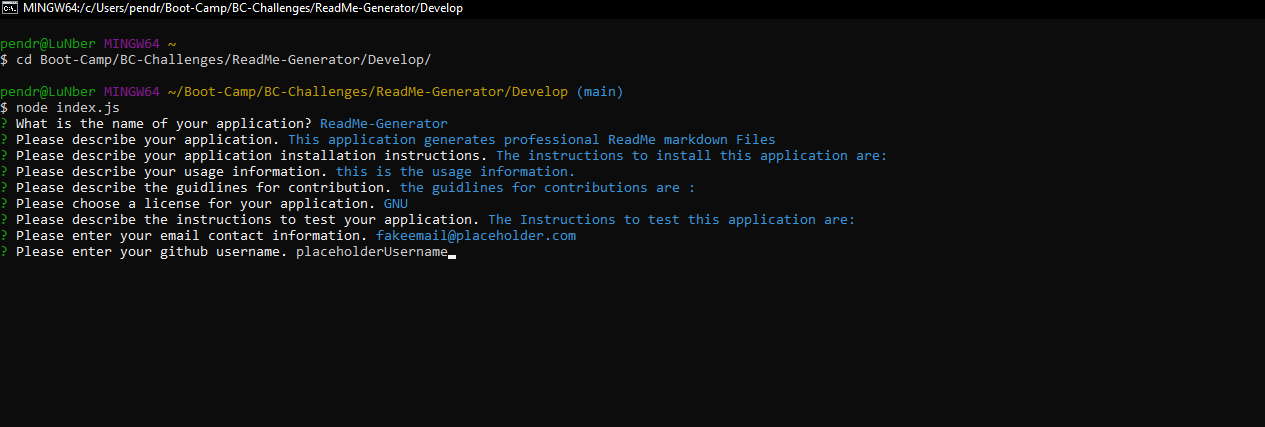 MINGW64:/c/Users/pendr/Boot-Camp/BC-Challenges/ReadMe-Generator/Develop
pendr@LuNber MINGW64 ~
$ cd Boot-Camp/BC-Challenges/ReadMe-Generator/Develop/
pendr@LuNber MINGW64 ~/Boot-Camp/BC-Challenges/ReadMe-Generator/Develop (main)
$ node index.js
? What is the name of your application? ReadMe-Generator
? Please describe your application. This application generates professional ReadMe markdown Files
? Please describe your application installation instructions. The instructions to install this application are:
? Please describe your usage information. this is the usage information.
? Please describe the guidlines for contribution. the guidlines for contributions are :
? Please choose a license for your application. GNU
? Please describe the instructions to test your application. The Instructions to test this application are:
? Please enter your email contact information. fakeemail@placeholder.com
? Please enter your github username. placeholderUsername